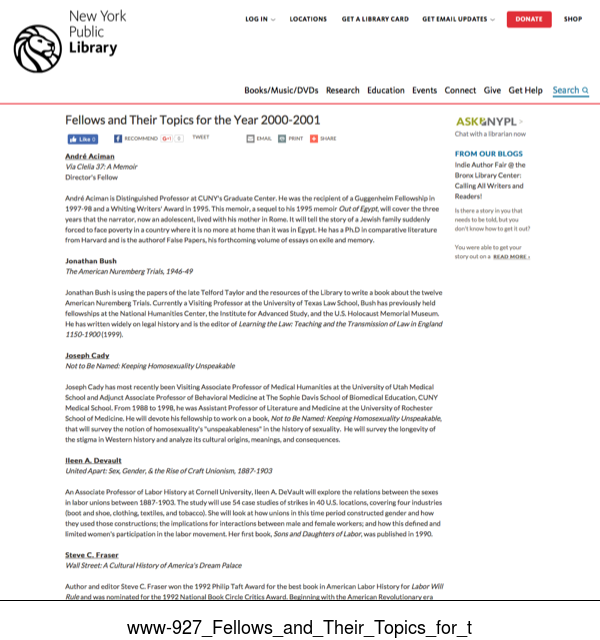 New York
Public
Library
LOG IN LOCATIONS GET A LIBRARY CARD GET EMAIL UPDATES DONATE SHOP
Books/Music/DVDs Research Education Events Connect Give Get Help Search
Fellows and Their Topics for the Year 2000-2001
Like 0 RECOMMEND G+1 0 TWEET EMAIL PRINT SHARE
André Aciman
Via Clelia 37: A Memoir
Director's Fellow
André Aciman is Distinguished Professor at CUNY's Graduate Center. He was the recipient of a Guggenheim Fellowship in
1997-98 and a Whiting Writers' Award in 1995. This memoir, a sequel to his 1995 memoir Out of Egypt, will cover the three
years that the narrator, now an adolescent, lived with his mother in Rome. It will tell the story of a Jewish family suddenly
forced to face poverty in a country where it is no more at home than it was in Egypt. He has a Ph.D in comparative literature
from Harvard and is the authorof False Papers, his forthcoming volume of essays on exile and memory.
Jonathan Bush
The American Nuremberg Trials, 1946-49
Jonathan Bush is using the papers of the late Telford Taylor and the resources of the Library to write a book about the twelve
American Nuremberg Trials. Currently a Visiting Professor at the University of Texas Law School, Bush has previously held
fellowships at the National Humanities Center, the Institute for Advanced Study, and the U.S. Holocaust Memorial Museum.
He has written widely on legal history and is the editor of Learning the Law: Teaching and the Transmission of Law in England
1150-1900 (1999).
Joseph Cady
Not to Be Named: Keeping Homosexuality Unspeakable
Joseph Cady has most recently been Visiting Associate Professor of Medical Humanities at the University of Utah Medical
School and Adjunct Associate Professor of Behavioral Medicine at The Sophie Davis School of Biomedical Education, CUNY
Medical School. From 1988 to 1998, he was Assistant Professor of Literature and Medicine at the University of Rochester
School of Medicine. He will devote his fellowship to work on a book, Not to Be Named: Keeping Homosexuality Unspeakable,
that will survey the notion of homosexuality's "unspeakableness" in the history of sexuality. He will survey the longevity of
the stigma in Western history and analyze its cultural origins, meanings, and consequences.
Ileen A. Devault
United Apart: Sex, Gender, & the Rise of Craft Unionism, 1887-1903
An Associate Professor of Labor History at Cornell University, Ileen A. DeVault will explore the relations between the sexes
in labor unions between 1887-1903. The study will use 54 case studies of strikes in 40 U.S. locations, covering four industries
(boot and shoe, clothing, textiles, and tobacco). She will look at how unions in this time period constructed gender and how
they used those constructions; the implications for interactions between male and female workers; and how this defined and
limited women's participation in the labor movement. Her first book, Sons and Daughters of Labor, was published in 1990.
Steve C. Fraser
Wall Street: A Cultural History of America's Dream Palace
Author and editor Steve C. Fraser won the 1992 Philip Taft Award for the best book in American Labor History for Labor Will
Rule and was nominated for the 1992 National Book Circle Critics Award. Beginning with the American Revolutionary era
ASK NYPL
Chat with a librarian now
FROM OUR BLOGS
Indie Author Fair @ the
Bronx Library Center:
Calling All Writers and
Readers!
Is there a story in you that
needs to be told, but you
don't know how to get it out?
You were able to get your
story out on a READ MORE ›
www-927_Fellows_and_Their_Topics_for_t